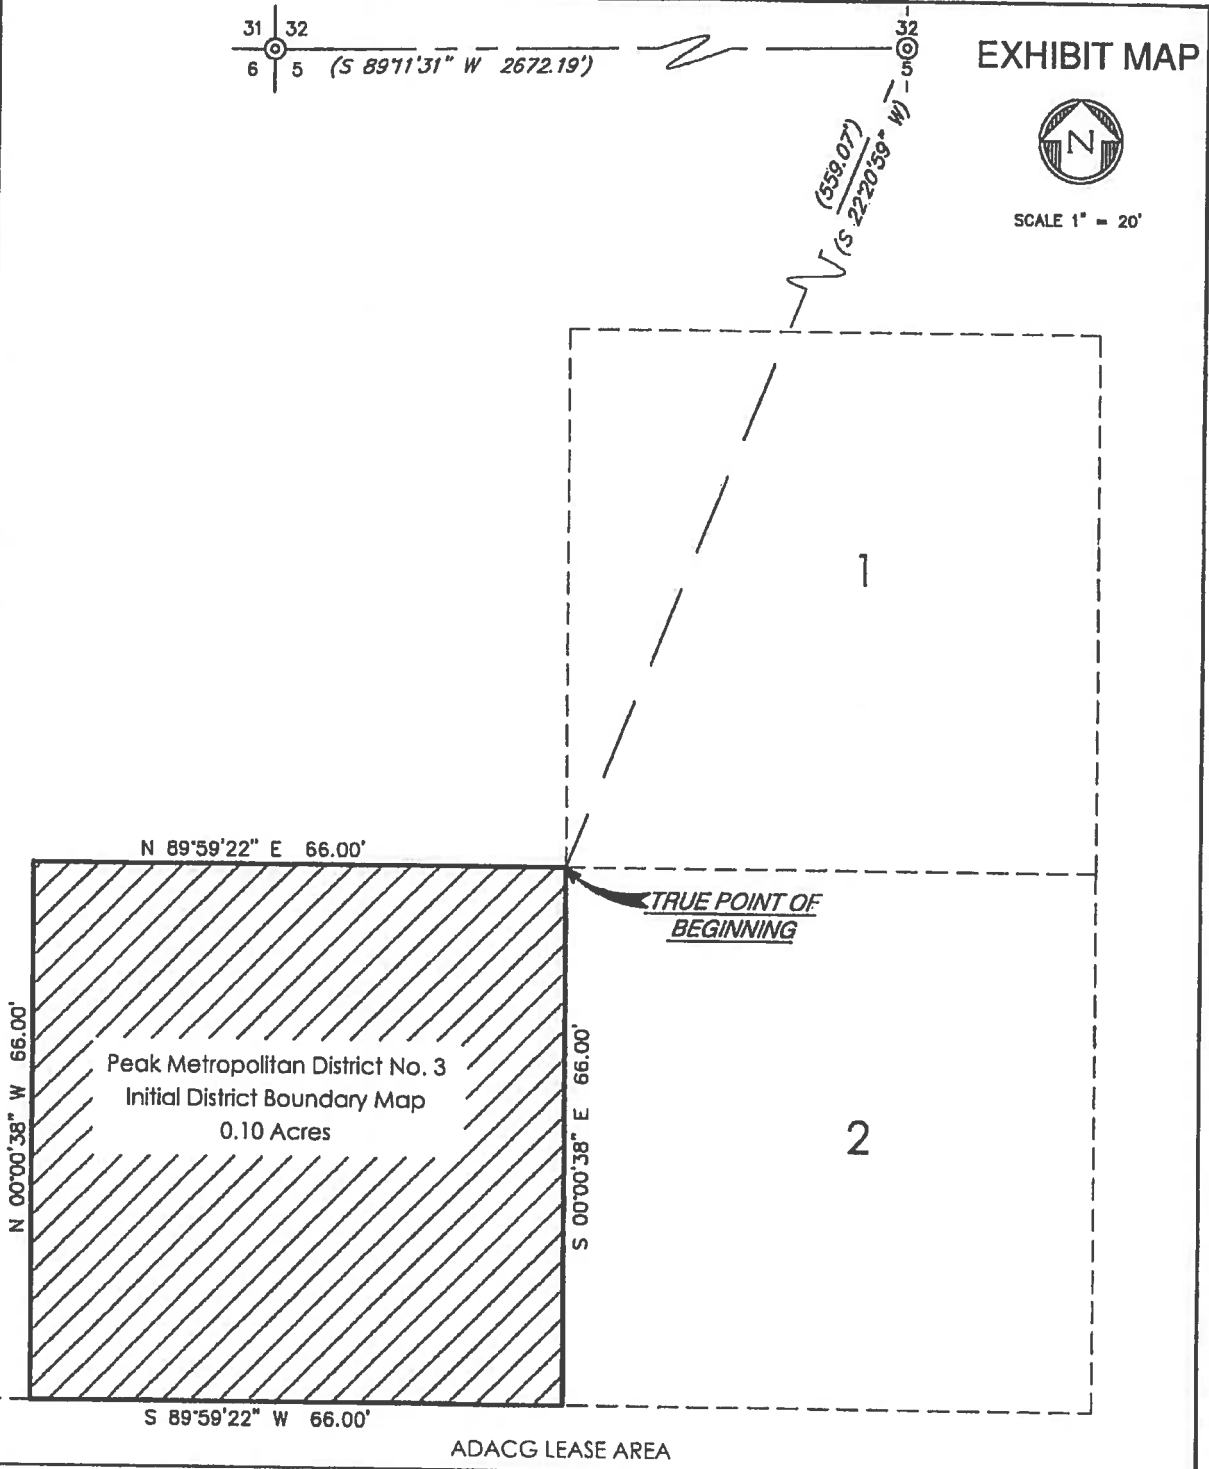 31 32
6 5
(S 89°11'31" W 2672.19')
32
5
EXHIBIT MAP
N
SCALE 1" = 20'
(559.07')
(S 22°20'59" W)
1
N 89°59'22" E 66.00'
TRUE POINT OF
BEGINNING
N 00°00'38" W 66.00'
Peak Metropolitan District No. 3
Initial District Boundary Map
0.10 Acres
S 00°00'38" E 66.00'
2
S 89°59'22" W 66.00'
ADACG LEASE AREA